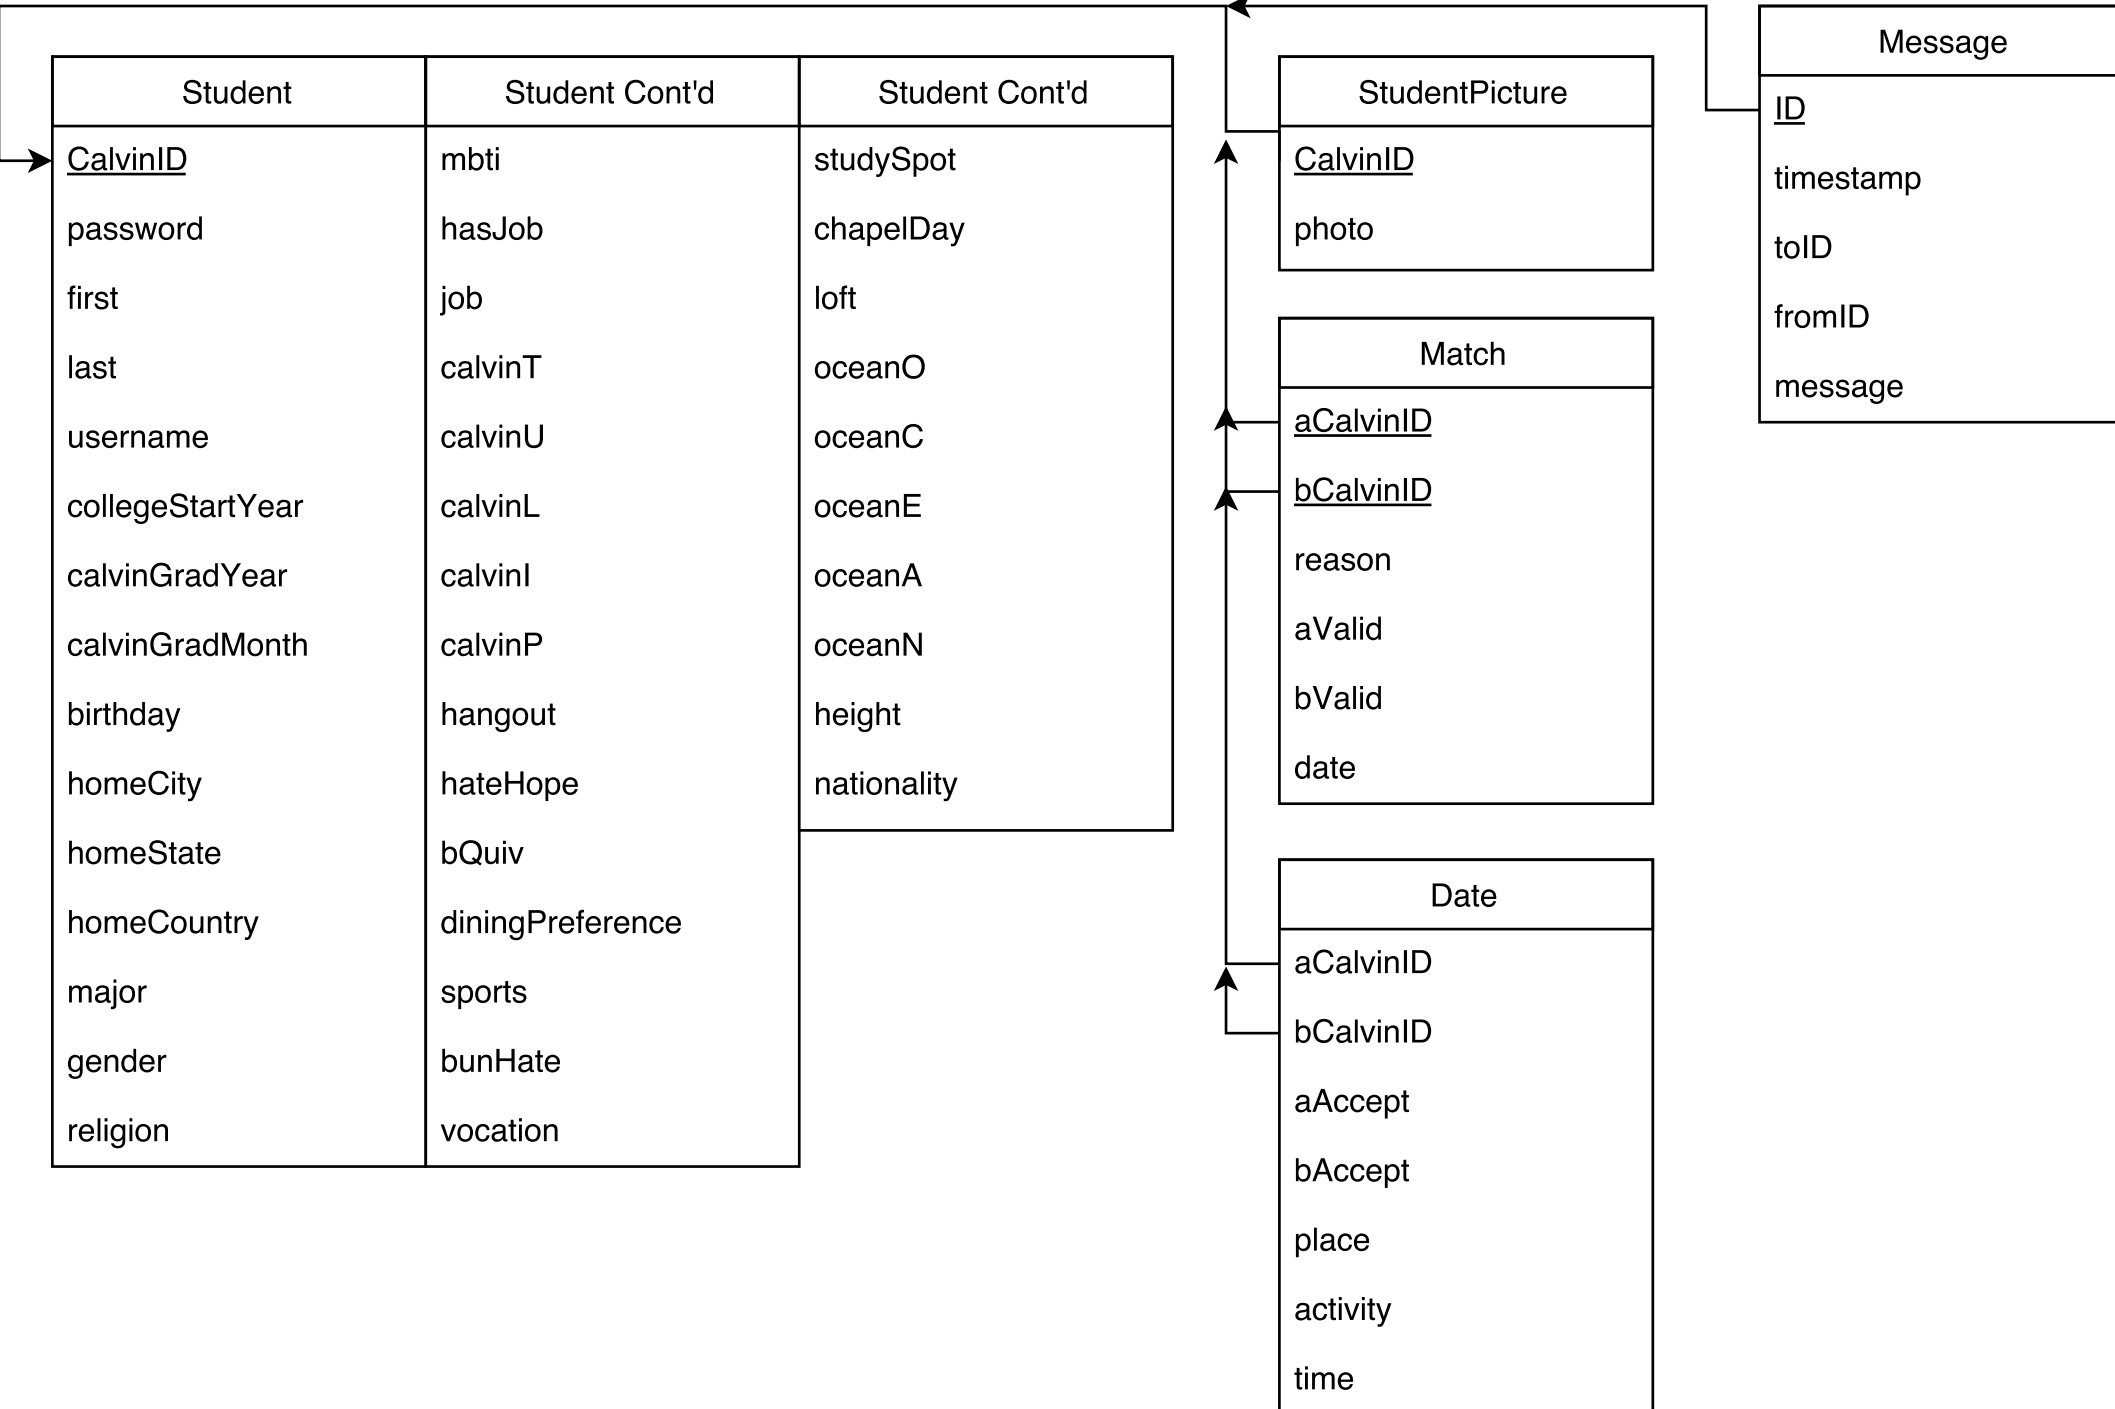 Student
CalvinID
password
first
last
username
collegeStartYear
calvinGradYear
calvinGradMonth
birthday
homeCity
homeState
homeCountry
major
gender
religion
Student Cont'd
mbti
hasJob
job
calvinT
calvinU
calvinL
calvinI
calvinP
hangout
hateHope
bQuiv
diningPreference
sports
bunHate
vocation
Student Cont'd
studySpot
chapelDay
loft
oceanO
oceanC
oceanE
oceanA
oceanN
height
nationality
StudentPicture
CalvinID
photo
Match
aCalvinID
bCalvinID
reason
aValid
bValid
date
Date
aCalvinID
bCalvinID
aAccept
bAccept
place
activity
time
Message
ID
timestamp
toID
fromID
message